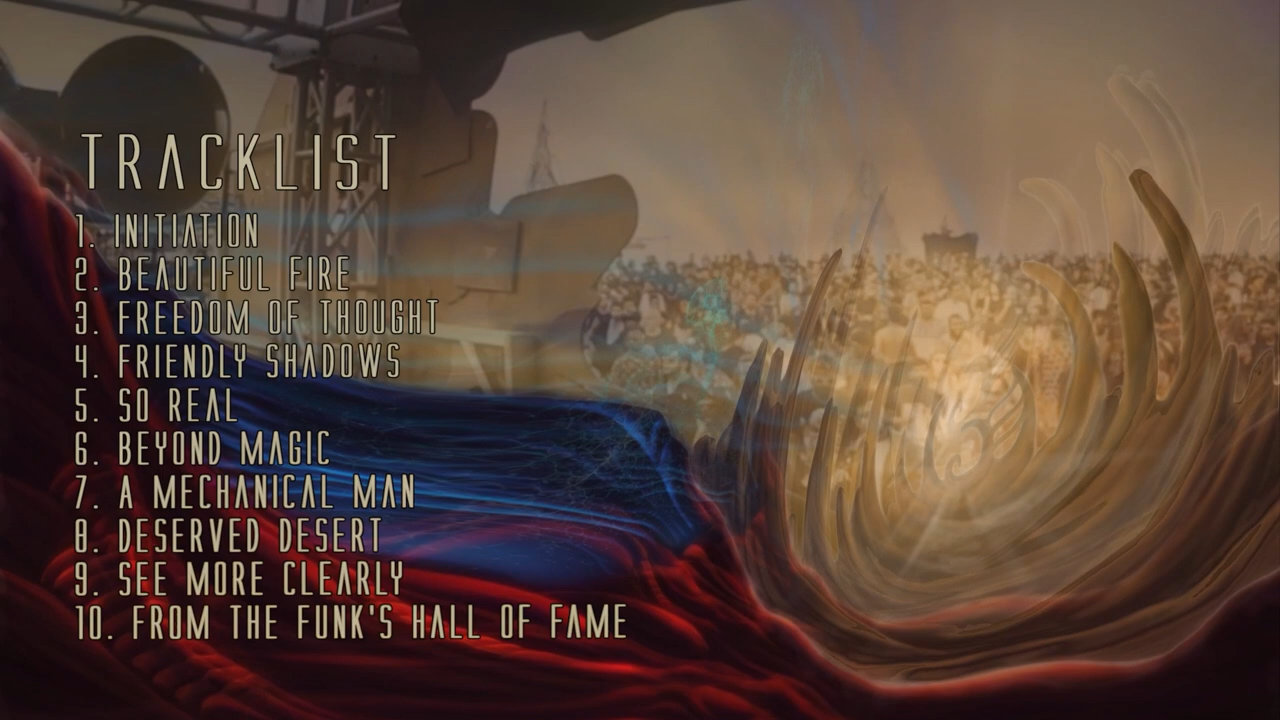 TRACKLIST
1. INITIATION
2. BEAUTIFUL FIRE
3. FREEDOM OF THOUGHT
4. FRIENDLY SHADOWS
5. SO REAL
6. BEYOND MAGIC
7. A MECHANICAL MAN
8. DESERVED DESERT
9. SEE MORE CLEARLY
10. FROM THE FUNK'S HALL OF FAME